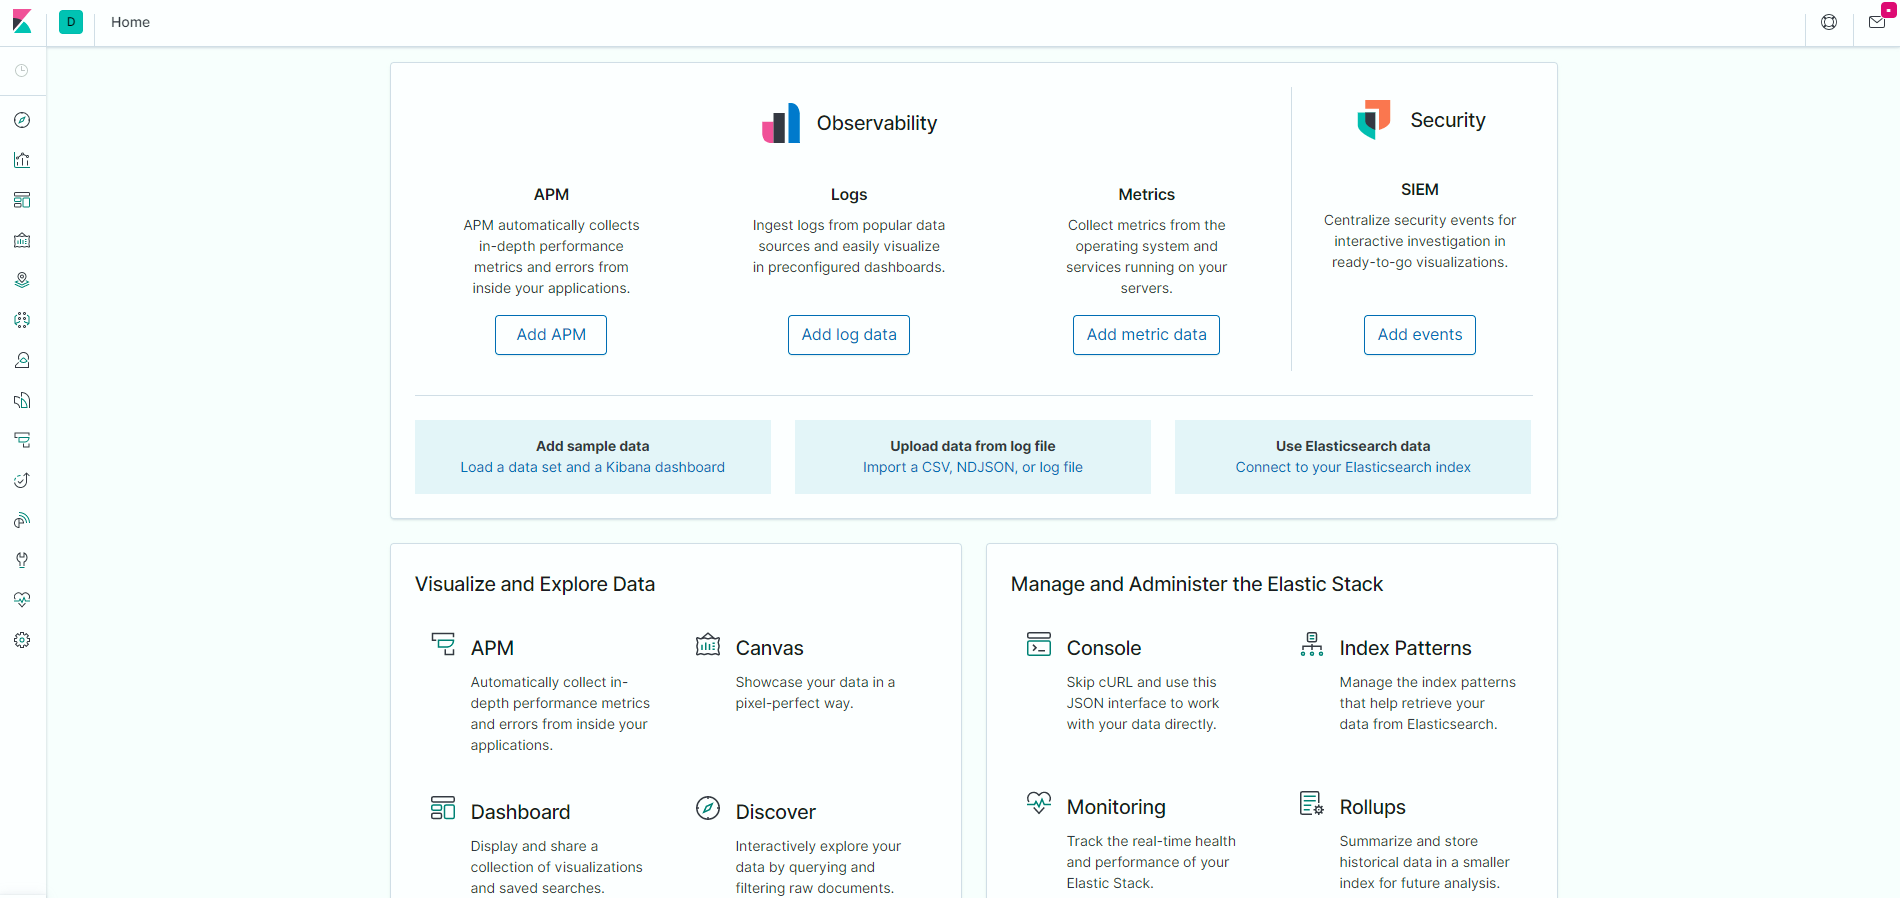 D
Home
Observability
Security
APM
APM automatically collects
in-depth performance
metrics and errors from
inside your applications.
Add APM
Logs
Ingest logs from popular data
sources and easily visualize
in preconfigured dashboards.
Add log data
Metrics
Collect metrics from the
operating system and
services running on your
servers.
Add metric data
SIEM
Centralize security events for
interactive investigation in
ready-to-go visualizations.
Add events
Add sample data
Load a data set and a Kibana dashboard
Upload data from log file
Import a CSV, NDJSON, or log file
Use Elasticsearch data
Connect to your Elasticsearch index
Visualize and Explore Data
APM
Automatically collect in-
depth performance metrics
and errors from inside your
applications.
Canvas
Showcase your data in a
pixel-perfect way.
Dashboard
Display and share a
collection of visualizations
and saved searches.
Discover
Interactively explore your
data by querying and
filtering raw documents.
Manage and Administer the Elastic Stack
Console
Skip cURL and use this
JSON interface to work
with your data directly.
Index Patterns
Manage the index patterns
that help retrieve your
data from Elasticsearch.
Monitoring
Track the real-time health
and performance of your
Elastic Stack.
Rollups
Summarize and store
historical data in a smaller
index for future analysis.